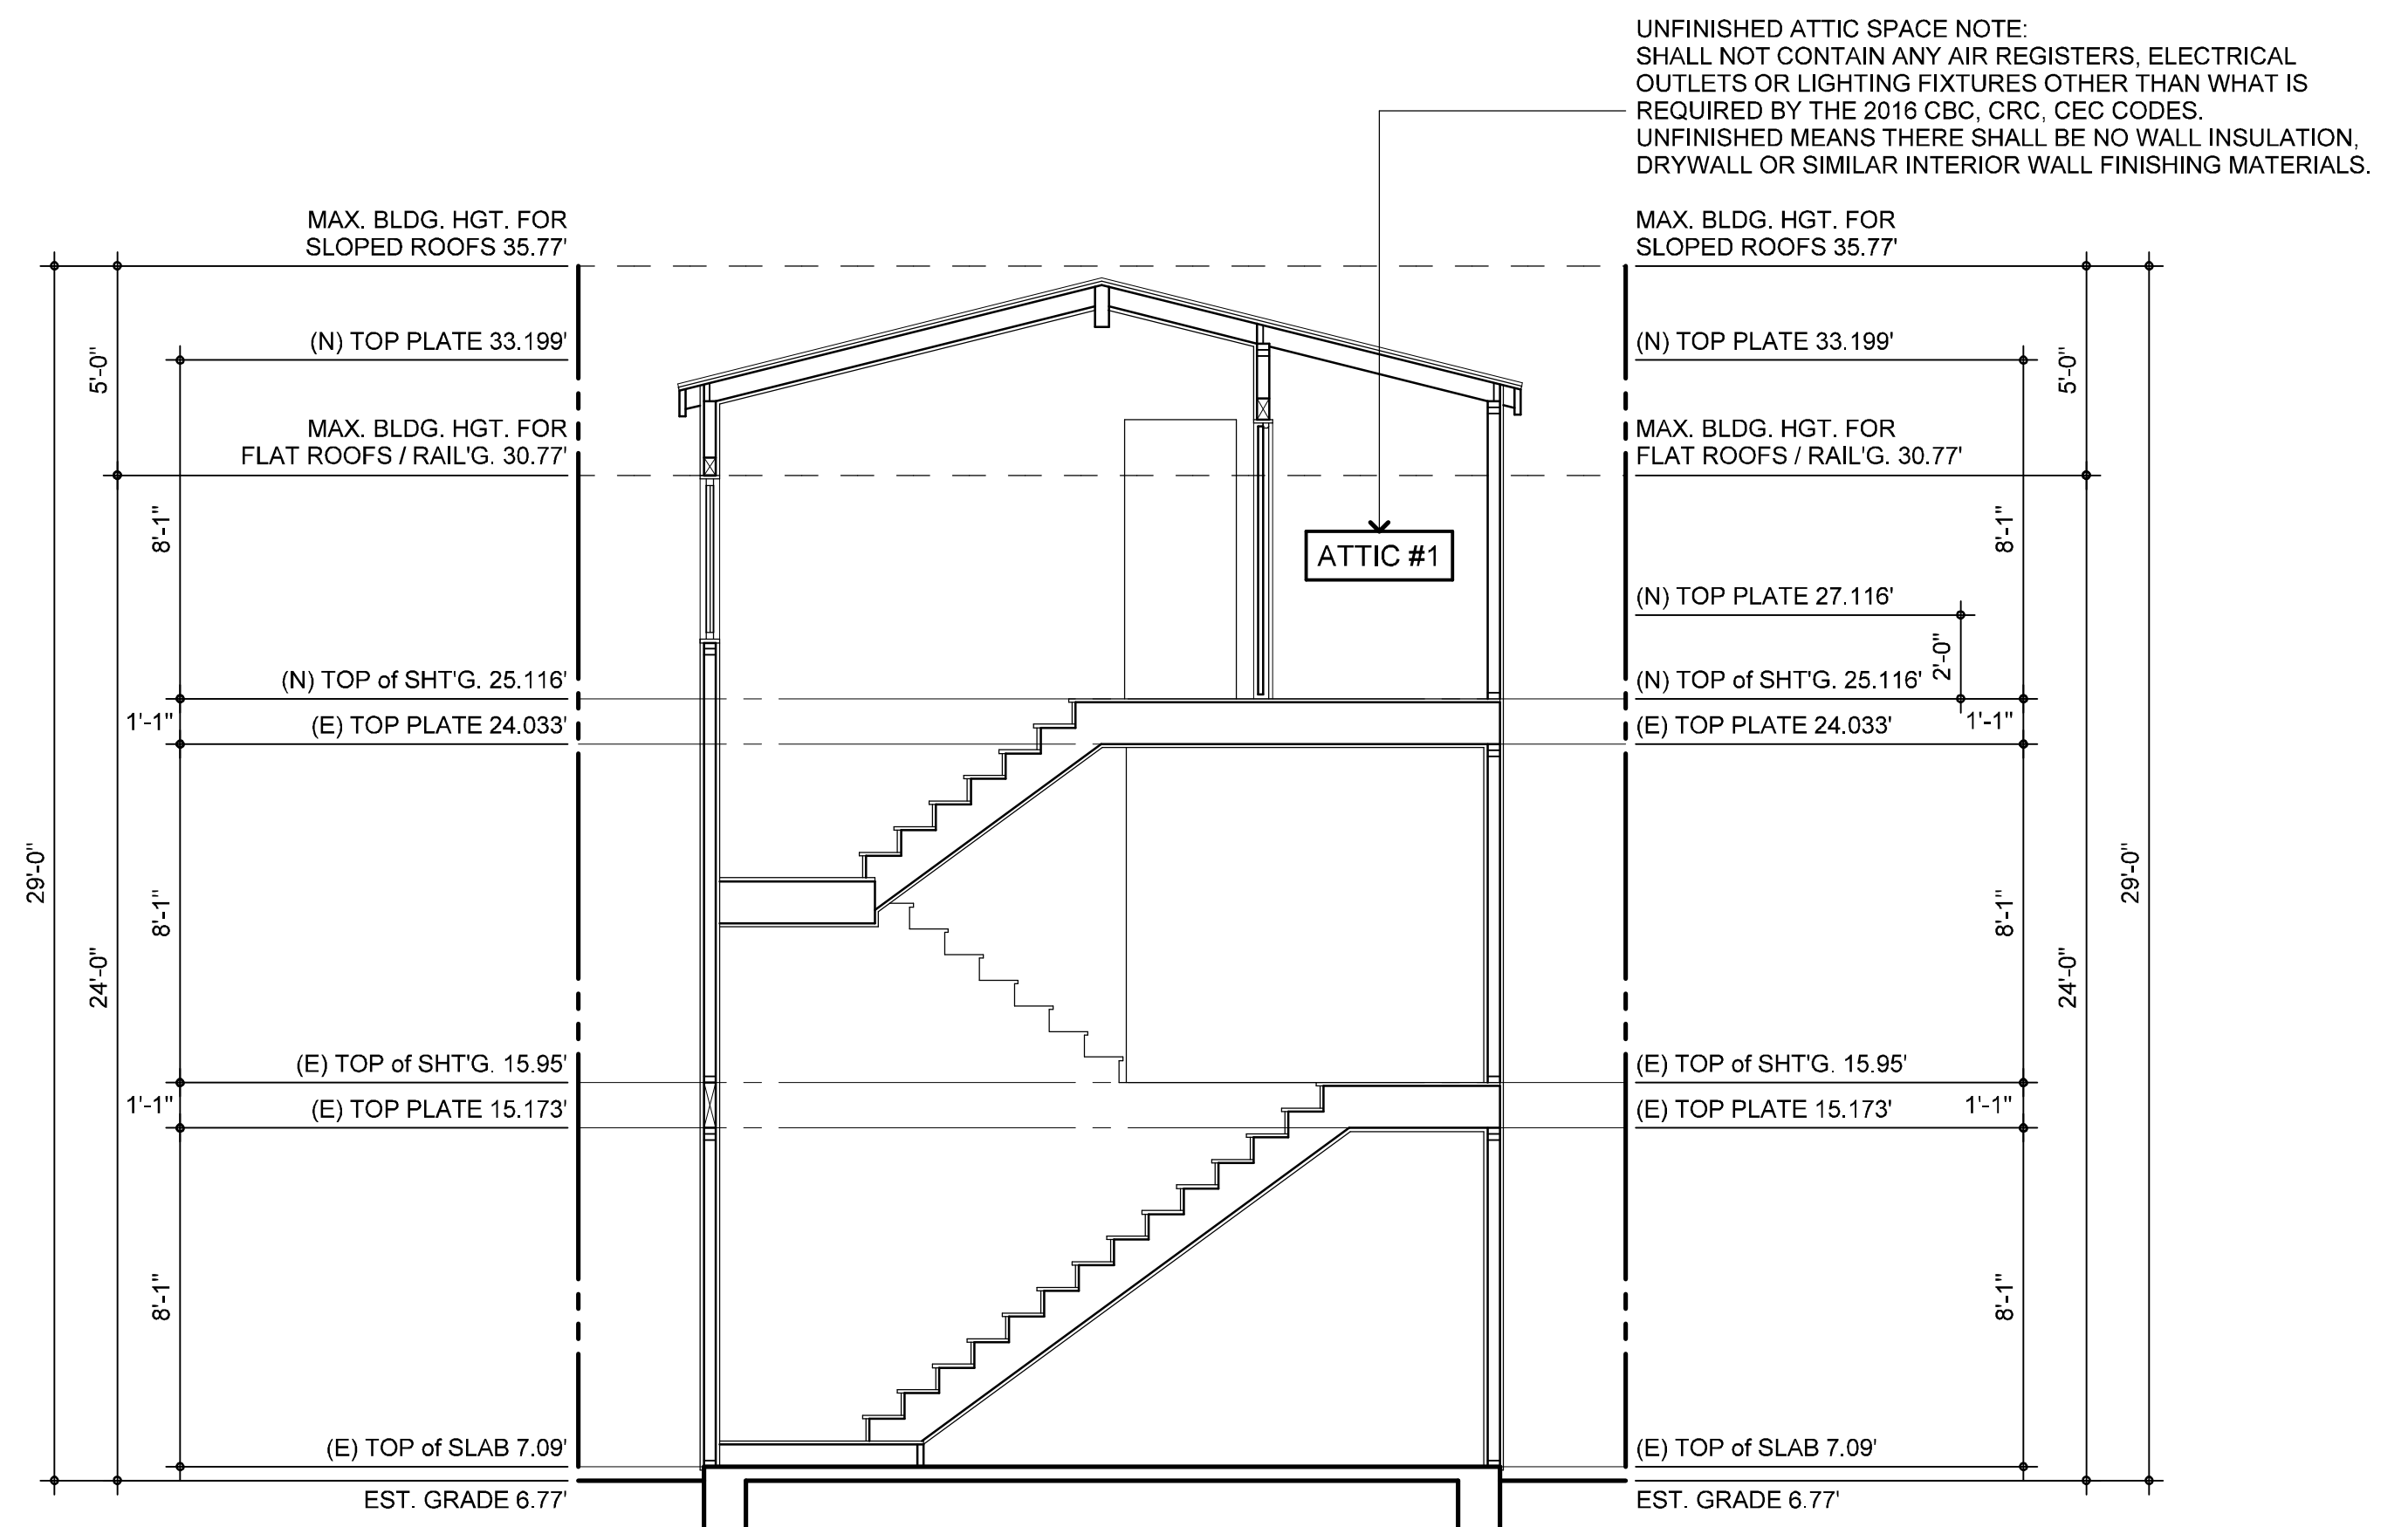 UNFINISHED ATTIC SPACE NOTE:
SHALL NOT CONTAIN ANY AIR REGISTERS, ELECTRICAL
OUTLETS OR LIGHTING FIXTURES OTHER THAN WHAT IS
REQUIRED BY THE 2016 CBC, CRC, CEC CODES.
UNFINISHED MEANS THERE SHALL BE NO WALL INSULATION,
DRYWALL OR SIMILAR INTERIOR WALL FINISHING MATERIALS.
MAX. BLDG. HGT. FOR
SLOPED ROOFS 35.77'
(N) TOP PLATE 33.199'
5'-0"
MAX. BLDG. HGT. FOR
FLAT ROOFS / RAIL'G. 30.77'
8'-1"
(N) TOP of SHT'G. 25.116'
1'-1"
(E) TOP PLATE 24.033'
29'-0"
8'-1"
24'-0"
(E) TOP of SHT'G. 15.95'
1'-1"
(E) TOP PLATE 15.173'
8'-1"
(E) TOP of SLAB 7.09'
EST. GRADE 6.77'
ATTIC #1
MAX. BLDG. HGT. FOR
SLOPED ROOFS 35.77'
(N) TOP PLATE 33.199'
5'-0"
MAX. BLDG. HGT. FOR
FLAT ROOFS / RAIL'G. 30.77'
8'-1"
(N) TOP PLATE 27.116'
2'-0"
(N) TOP of SHT'G. 25.116'
1'-1"
(E) TOP PLATE 24.033'
29'-0"
8'-1"
24'-0"
(E) TOP of SHT'G. 15.95'
1'-1"
(E) TOP PLATE 15.173'
8'-1"
(E) TOP of SLAB 7.09'
EST. GRADE 6.77'